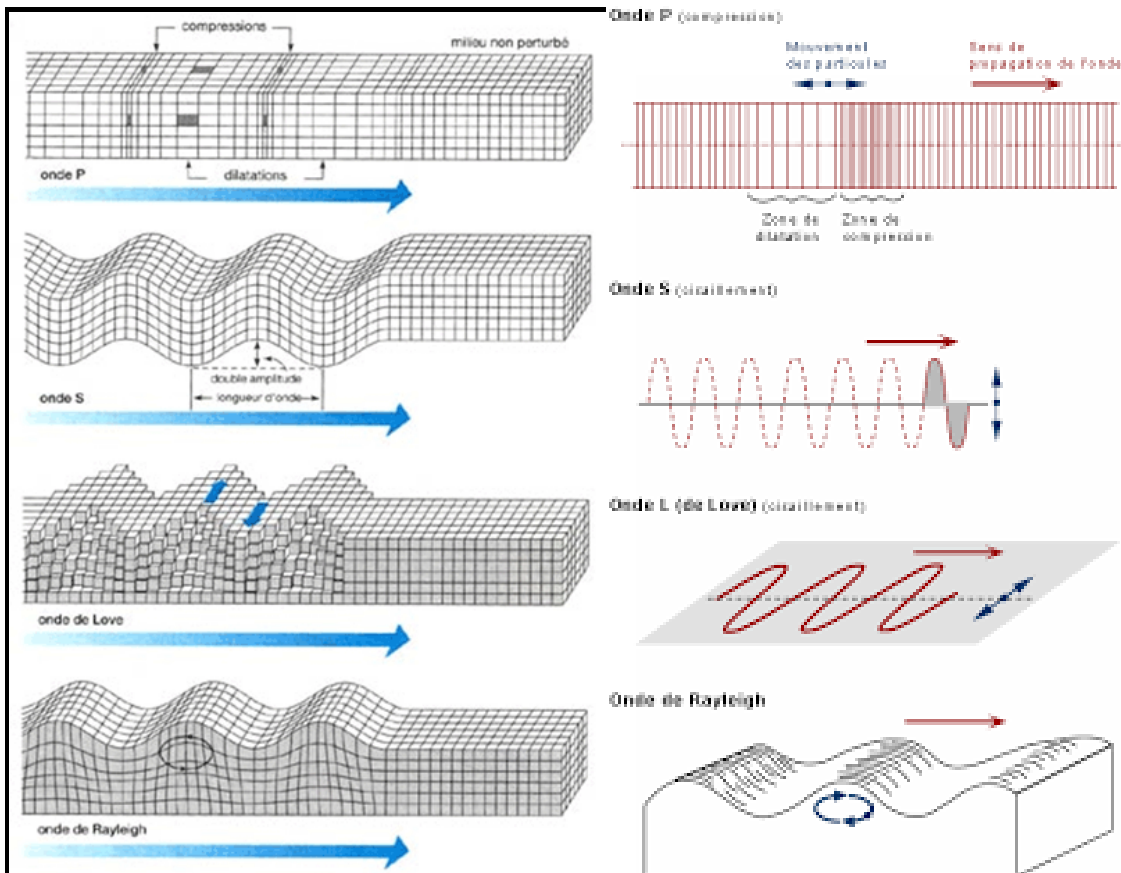 compressions
milieu non perturbé
onde P
dilatations
double amplitude
longueur d'onde
onde S
onde de Love
onde de Rayleigh
Onde P (compression)
Mouvement
des particules
Sens de
propagation de l'onde
Zone de
dilatation
Zone de
compression
Onde S (cisaillement)
Onde L (de Love) (cisaillement)
Onde de Rayleigh